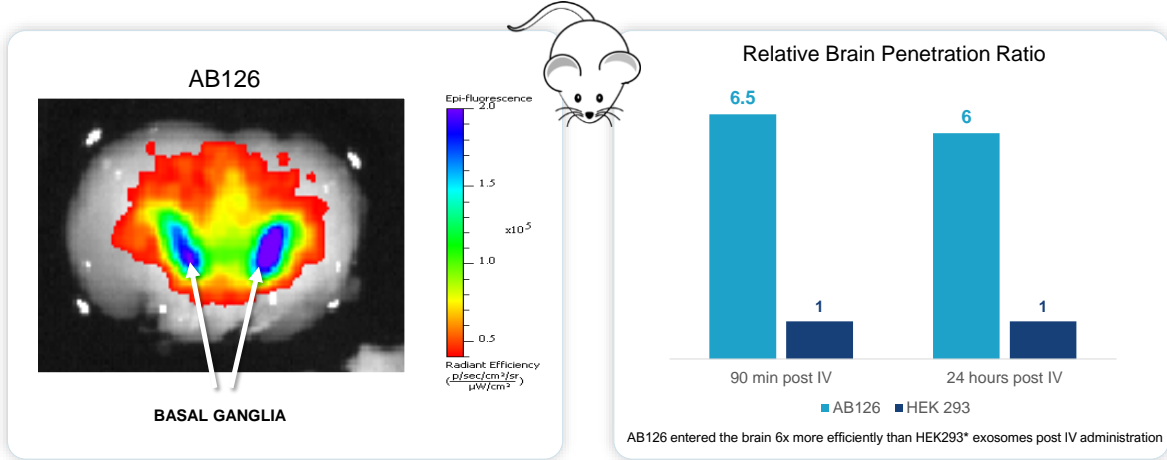 AB126
Epi-fluorescence
2.0
1.5
x10⁵
1.0
0.5
Radiant Efficiency
(p/sec/cm²/sr
µW/cm²)
BASAL GANGLIA
Relative Brain Penetration Ratio
6.5
1
6
1
90 min post IV
24 hours post IV
AB126
HEK 293
AB126 entered the brain 6x more efficiently than HEK293* exosomes post IV administration